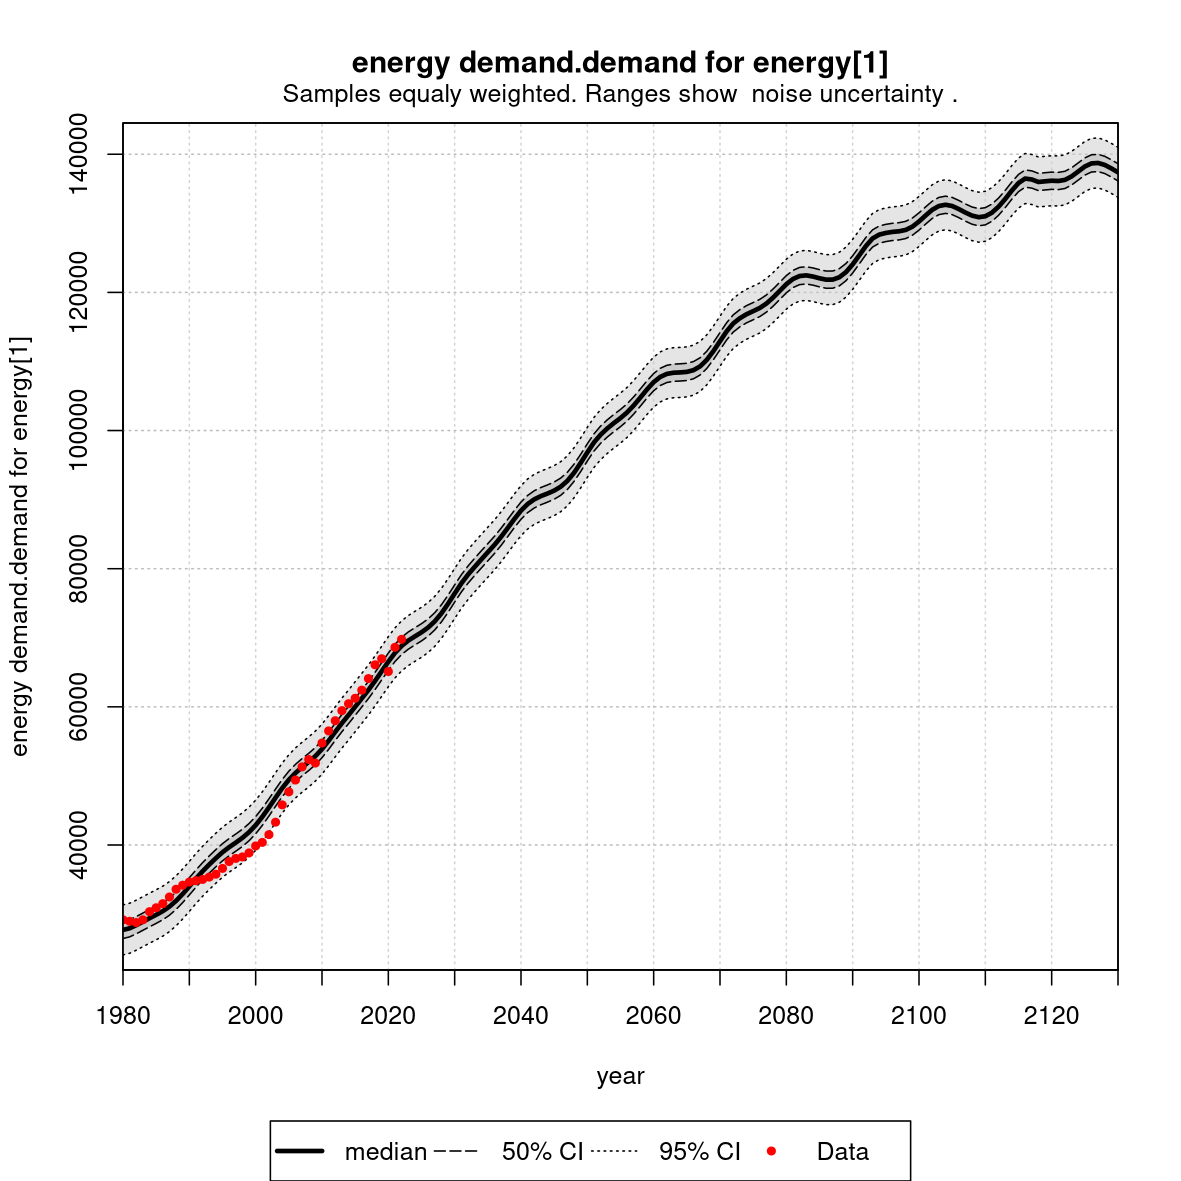 energy demand.demand for energy[1]
Samples equaly weighted. Ranges show  noise uncertainty .
energy demand.demand for energy[1]
140000
120000
100000
80000
60000
40000
1980 2000 2020 2040 2060 2080 2100 2120
year
median 50% CI 95% CI Data